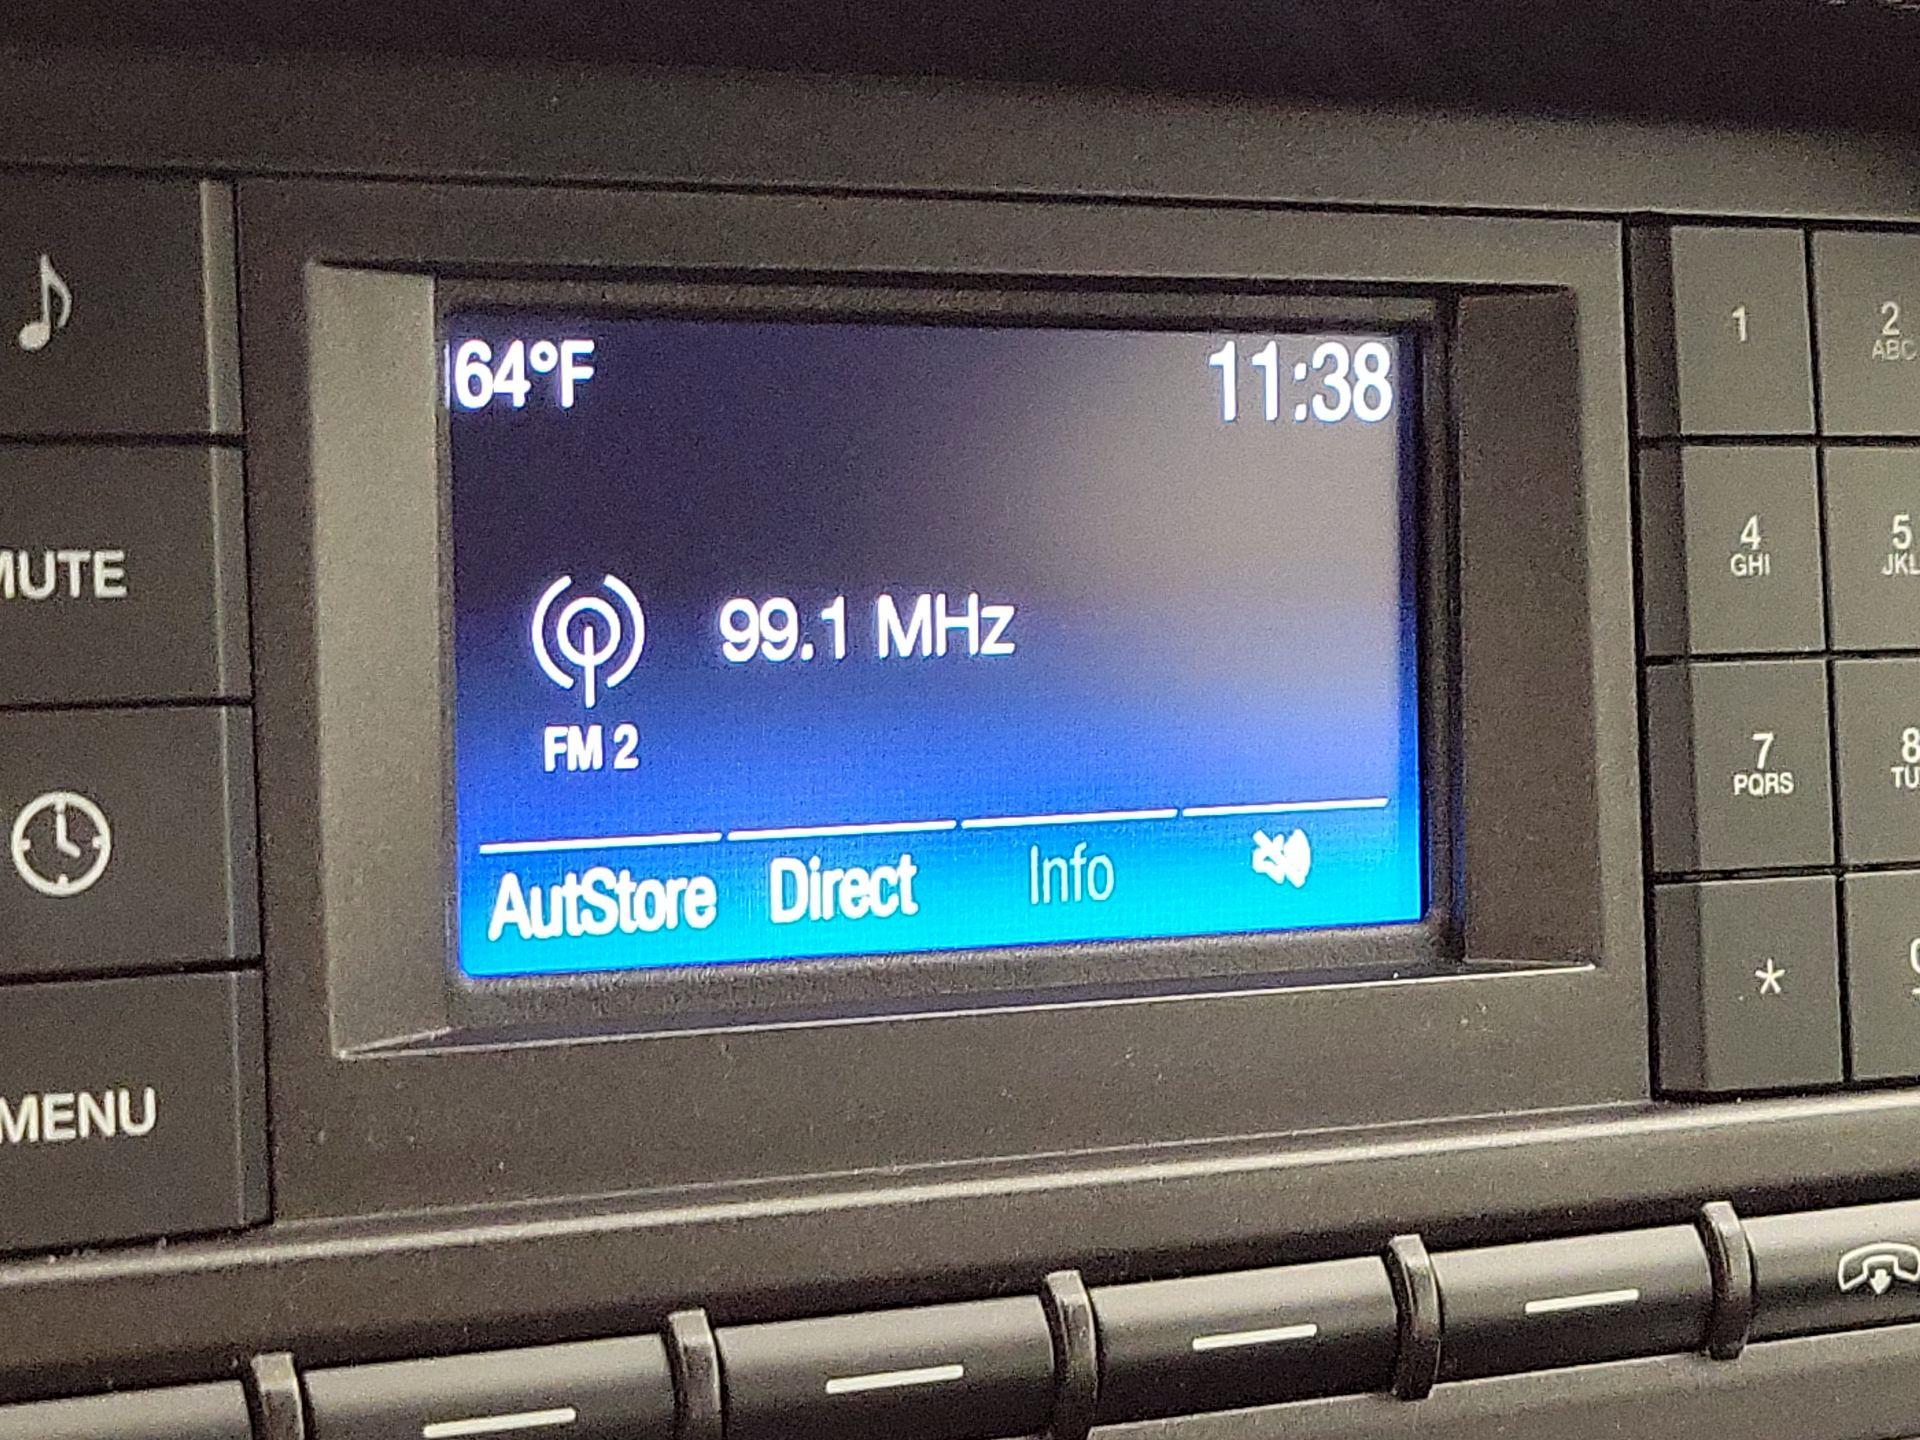 64°F 11:38
99.1 MHz
FM 2
AutStore Direct Info
MUTE
MENU
1
2
ABC
4
GHI
5
JKL
7
PQRS
8
TU
*